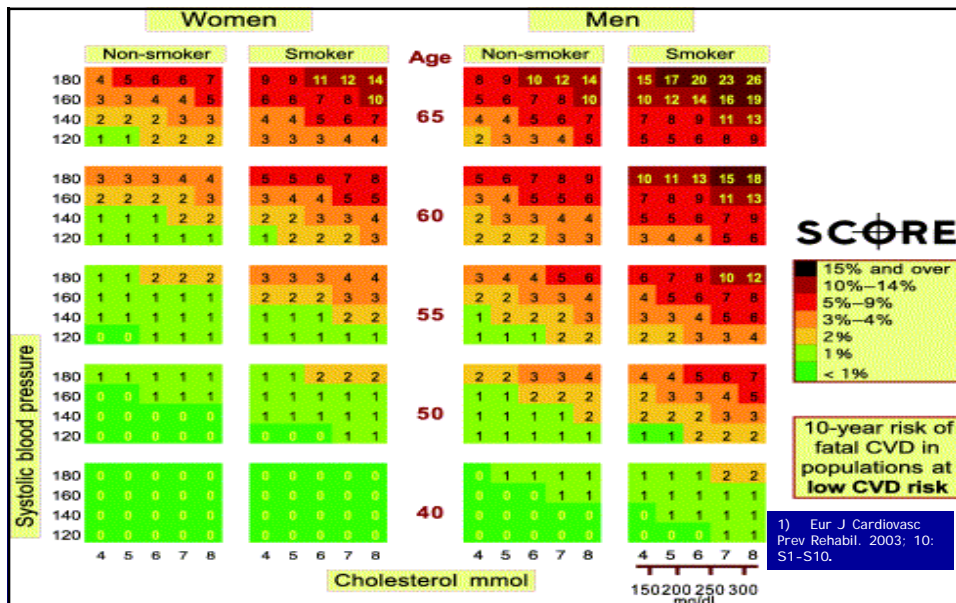 Women
Men
Non-smoker
Smoker
Age
Non-smoker
Smoker
180 4 5 6 6 7 9 9 11 12 14 8 9 10 12 14 15 17 20 23 26
160 3 3 4 4 5 6 6 7 8 10 5 6 7 8 10 10 12 14 16 19
140 2 2 2 3 3 4 4 5 6 7 4 4 5 6 7 7 8 9 11 13
65
120 1 1 2 2 2 3 3 3 4 4 2 3 3 4 5 5 5 6 8 9
180 3 3 3 4 4 5 5 6 7 8 5 6 7 8 9 10 11 13 15 18
160 2 2 2 2 3 3 4 4 5 5 3 4 5 5 6 7 8 9 11 13
60
140 1 1 1 2 2 2 2 3 3 4 2 3 3 4 4 5 5 6 7 9
120 1 1 1 1 1 1 2 2 2 3 2 2 2 3 3 3 4 4 5 6
180 1 1 2 2 2 3 3 3 4 4 3 4 4 5 6 6 7 8 10 12
160 1 1 1 1 1 2 2 2 3 3 2 2 3 3 4 4 5 6 7 8
55
140 1 1 1 1 1 1 1 1 2 2 1 2 2 2 3 3 4 4 5 6
120 0 0 1 1 1 1 1 1 1 1 1 1 1 2 2 2 2 3 3 4
180 1 1 1 1 1 1 1 2 2 2 2 2 3 3 4 4 4 5 6 7
160 0 0 1 1 1 1 1 1 1 1 1 1 2 2 2 2 3 3 4 5
50
140 0 0 0 0 0 0 1 1 1 1 1 1 1 1 2 2 2 2 3 3
120 0 0 0 0 0 0 0 0 1 1 1 1 1 1 1 1 1 2 2 2
180 0 0 0 0 0 0 0 0 0 0 0 1 1 1 1 1 1 1 2 2
160 0 0 0 0 0 0 0 0 0 0 0 0 0 1 1 1 1 1 1 1
40
140 0 0 0 0 0 0 0 0 0 0 0 0 0 0 0 0 1 1 1 1
120 0 0 0 0 0 0 0 0 0 0 0 0 0 0 0 0 0 0 1 1
4 5 6 7 8 4 5 6 7 8 4 5 6 7 8 4 5 6 7 8
Systolic blood pressure
Cholesterol mmol
150 200 250 300
mg/dl
SCORE
15% and over
10%–14%
5%–9%
3%–4%
2%
1%
< 1%
10-year risk of
fatal CVD in
populations at
low CVD risk
1) Eur J Cardiovasc
Prev Rehabil. 2003; 10:
S1-S10.